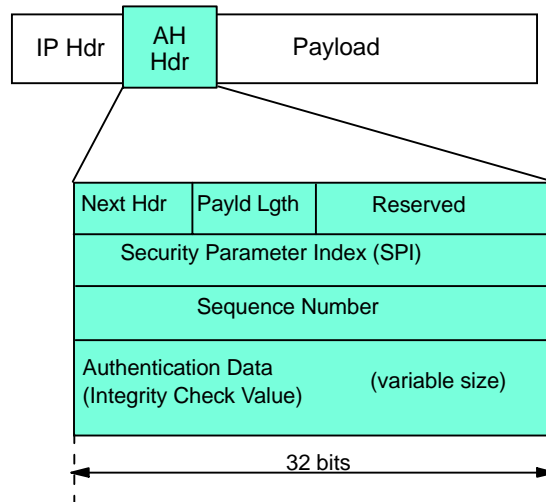 IP Hdr
AH
Hdr
Payload
Next Hdr
Payld Lgth
Reserved
Security Parameter Index (SPI)
Sequence Number
Authentication Data
(Integrity Check Value)
(variable size)
32 bits